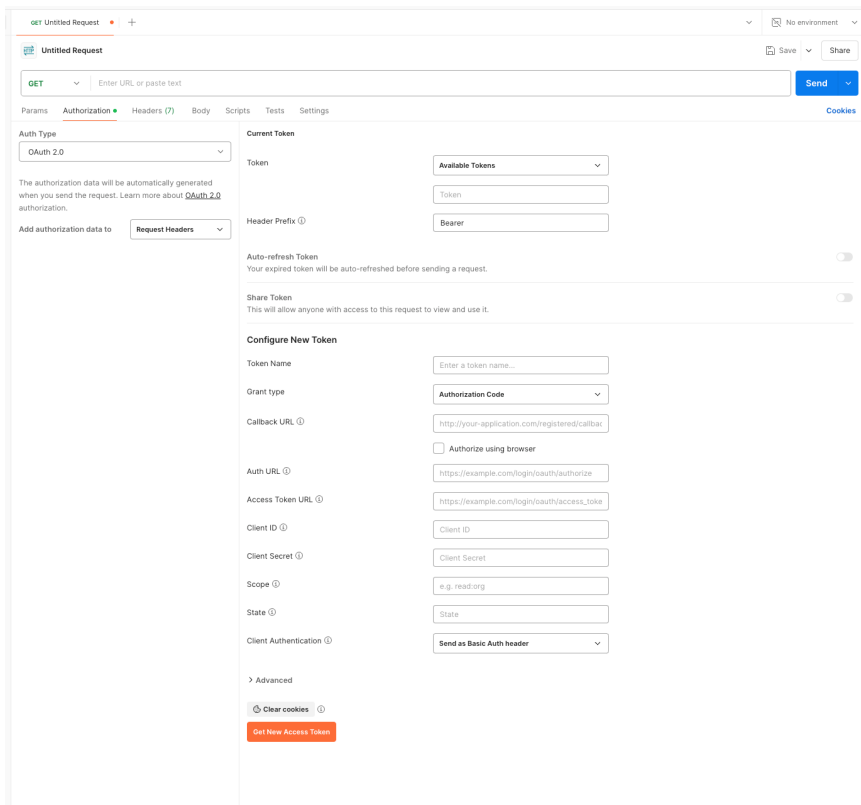 GET Untitled Request
No environment
HTTP Untitled Request
Save
Share
GET
Enter URL or paste text
Send
Params Authorization Headers (7) Body Scripts Tests Settings Cookies
Auth Type
OAuth 2.0
The authorization data will be automatically generated
when you send the request. Learn more about OAuth 2.0
authorization.
Add authorization data to
Request Headers
Current Token
Token
Available Tokens
Token
Header Prefix
Bearer
Auto-refresh Token
Your expired token will be auto-refreshed before sending a request.
Share Token
This will allow anyone with access to this request to view and use it.
Configure New Token
Token Name
Enter a token name...
Grant type
Authorization Code
Callback URL
http://your-application.com/registered/callbac
Authorize using browser
Auth URL
https://example.com/login/oauth/authorize
Access Token URL
https://example.com/login/oauth/access_toke
Client ID
Client ID
Client Secret
Client Secret
Scope
e.g. read:org
State
State
Client Authentication
Send as Basic Auth header
Advanced
Clear cookies
Get New Access Token